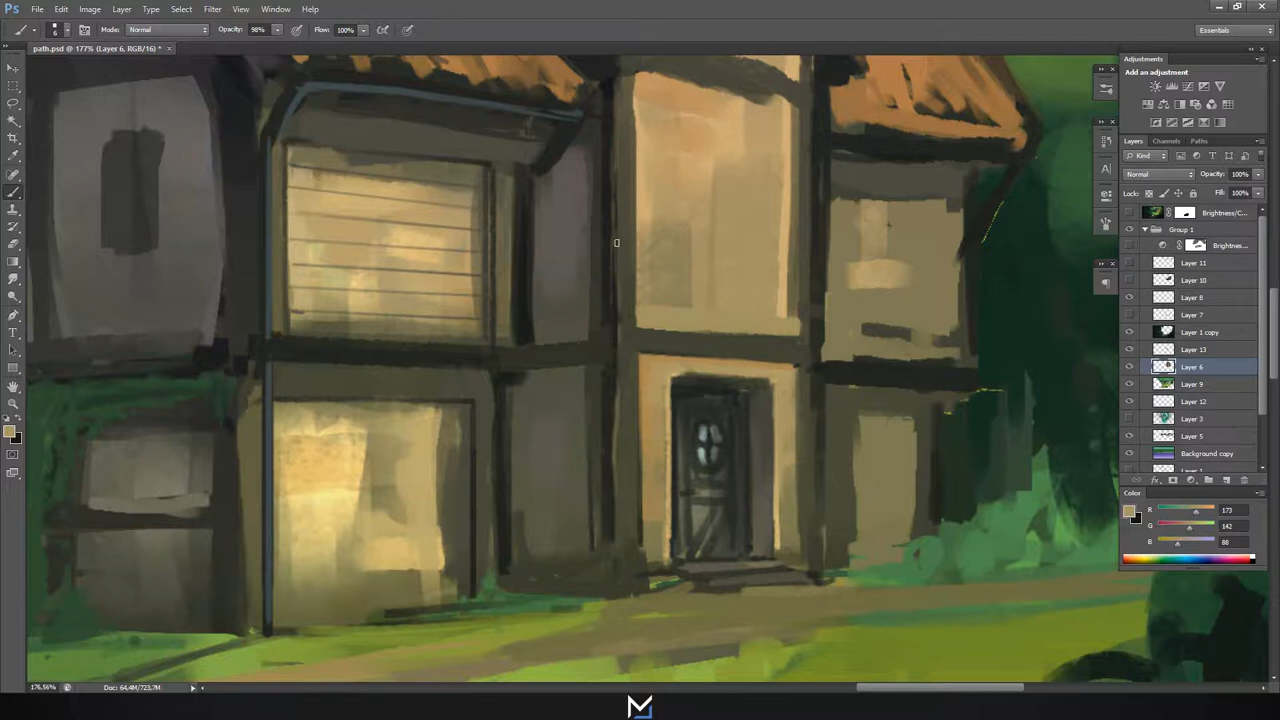 Ps File Edit Image Layer Type Select Filter View Window Help
6 Mode: Normal Opacity: 98% Flow: 100% Essentials
path.psd @ 177% (Layer 6, RGB/16) * ×
Adjustments
Add an adjustment
Layers Channels Paths
Kind
Normal Opacity: 100%
Lock: Fill: 100%
Brightness/C...
Group 1
Brightnes...
Layer 11
Layer 10
Layer 8
Layer 7
Layer 1 copy
Layer 13
Layer 6
Layer 9
Layer 12
Layer 3
Layer 5
Background copy
Color
R 173
G 142
B 88
176,56% Doc: 64,4M/723,7M